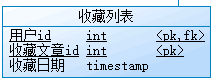 收藏列表
用户id int <pk,fk>
收藏文章id int <pk>
收藏日期 timestamp